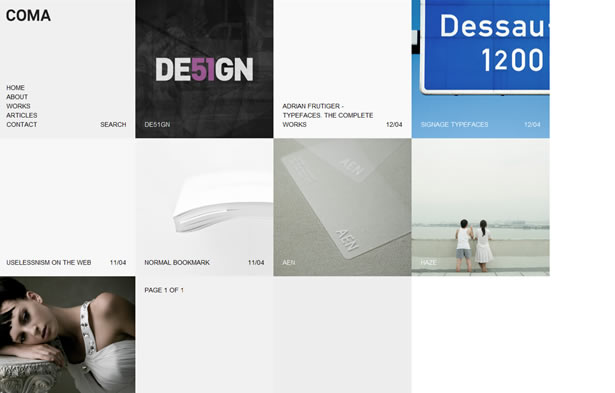 COMA
HOME
ABOUT
WORKS
ARTICLES
CONTACT
SEARCH
DE51GN
DE51GN
ADRIAN FRUTIGER -
TYPEFACES. THE COMPLETE
WORKS
12/04
Dessau
1200
SIGNAGE TYPEFACES
12/04
USELESSNISM ON THE WEB
11/04
NORMAL BOOKMARK
11/04
AEN
AEN
AEN
HAZE
PAGE 1 OF 1